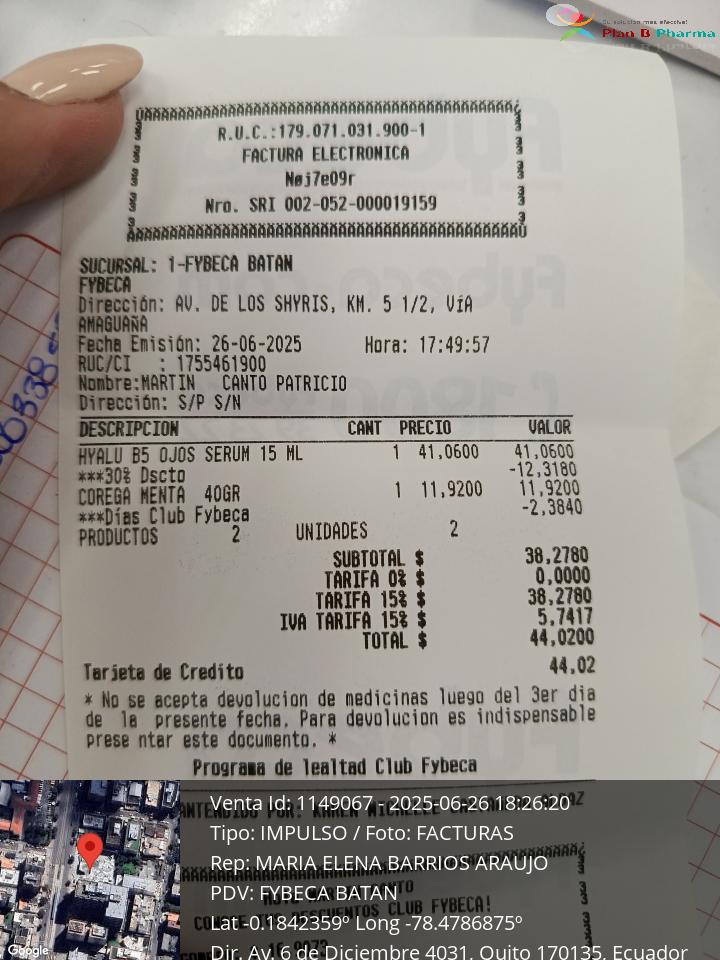 Su solución más efectiva!
Plan B Pharma
R.U.C.:179.071.031.900-1
FACTURA ELECTRONICA
Nøj7e09r
Nro. SRI 002-052-000019159
SUCURSAL: 1-FYBECA BATAN
FYBECA
Dirección: AV. DE LOS SHYRIS, KM. 5 1/2, VíA
AMAGUAÑA
Fecha Emisión: 26-06-2025 Hora: 17:49:57
RUC/CI : 1755461900
Nombre:MARTIN CANTO PATRICIO
Dirección: S/P S/N
DESCRIPCION CANT PRECIO VALOR
HYALU B5 OJOS SERUM 15 ML 1 41,0600 41,0600
***30% Dscto -12,3180
COREGA MENTA 40GR 1 11,9200 11,9200
***Días Club Fybeca -2,3840
PRODUCTOS 2 UNIDADES 2
SUBTOTAL $ 38,2780
TARIFA 0% $ 0,0000
TARIFA 15% $ 38,2780
IVA TARIFA 15% $ 5,7417
TOTAL $ 44,0200
Tarjeta de Credito 44,02
* No se acepta devolucion de medicinas luego del 3er dia
de la presente fecha. Para devolucion es indispensable
prese ntar este documento. *
Programa de lealtad Club Fybeca
Venta Id: 1149067 - 2025-06-26 18:26:20
Tipo: IMPULSO / Foto: FACTURAS
Rep: MARIA ELENA BARRIOS ARAUJO
PDV: FYBECA BATAN
Lat -0.1842359º Long -78.4786875º
Dir. Av. 6 de Diciembre 4031, Quito 170135, Ecuador
Google